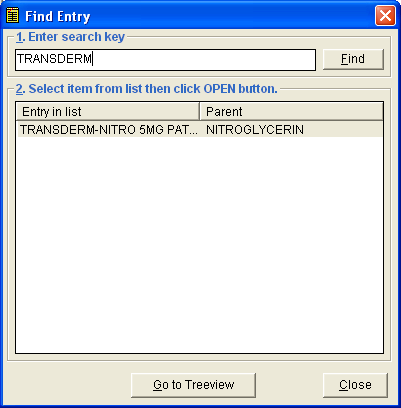 Find Entry
1. Enter search key
TRANSDERM
Find
2. Select item from list then click OPEN button.
Entry in list Parent
TRANSDERM-NITRO 5MG PAT... NITROGLYCERIN
Go to Treeview Close